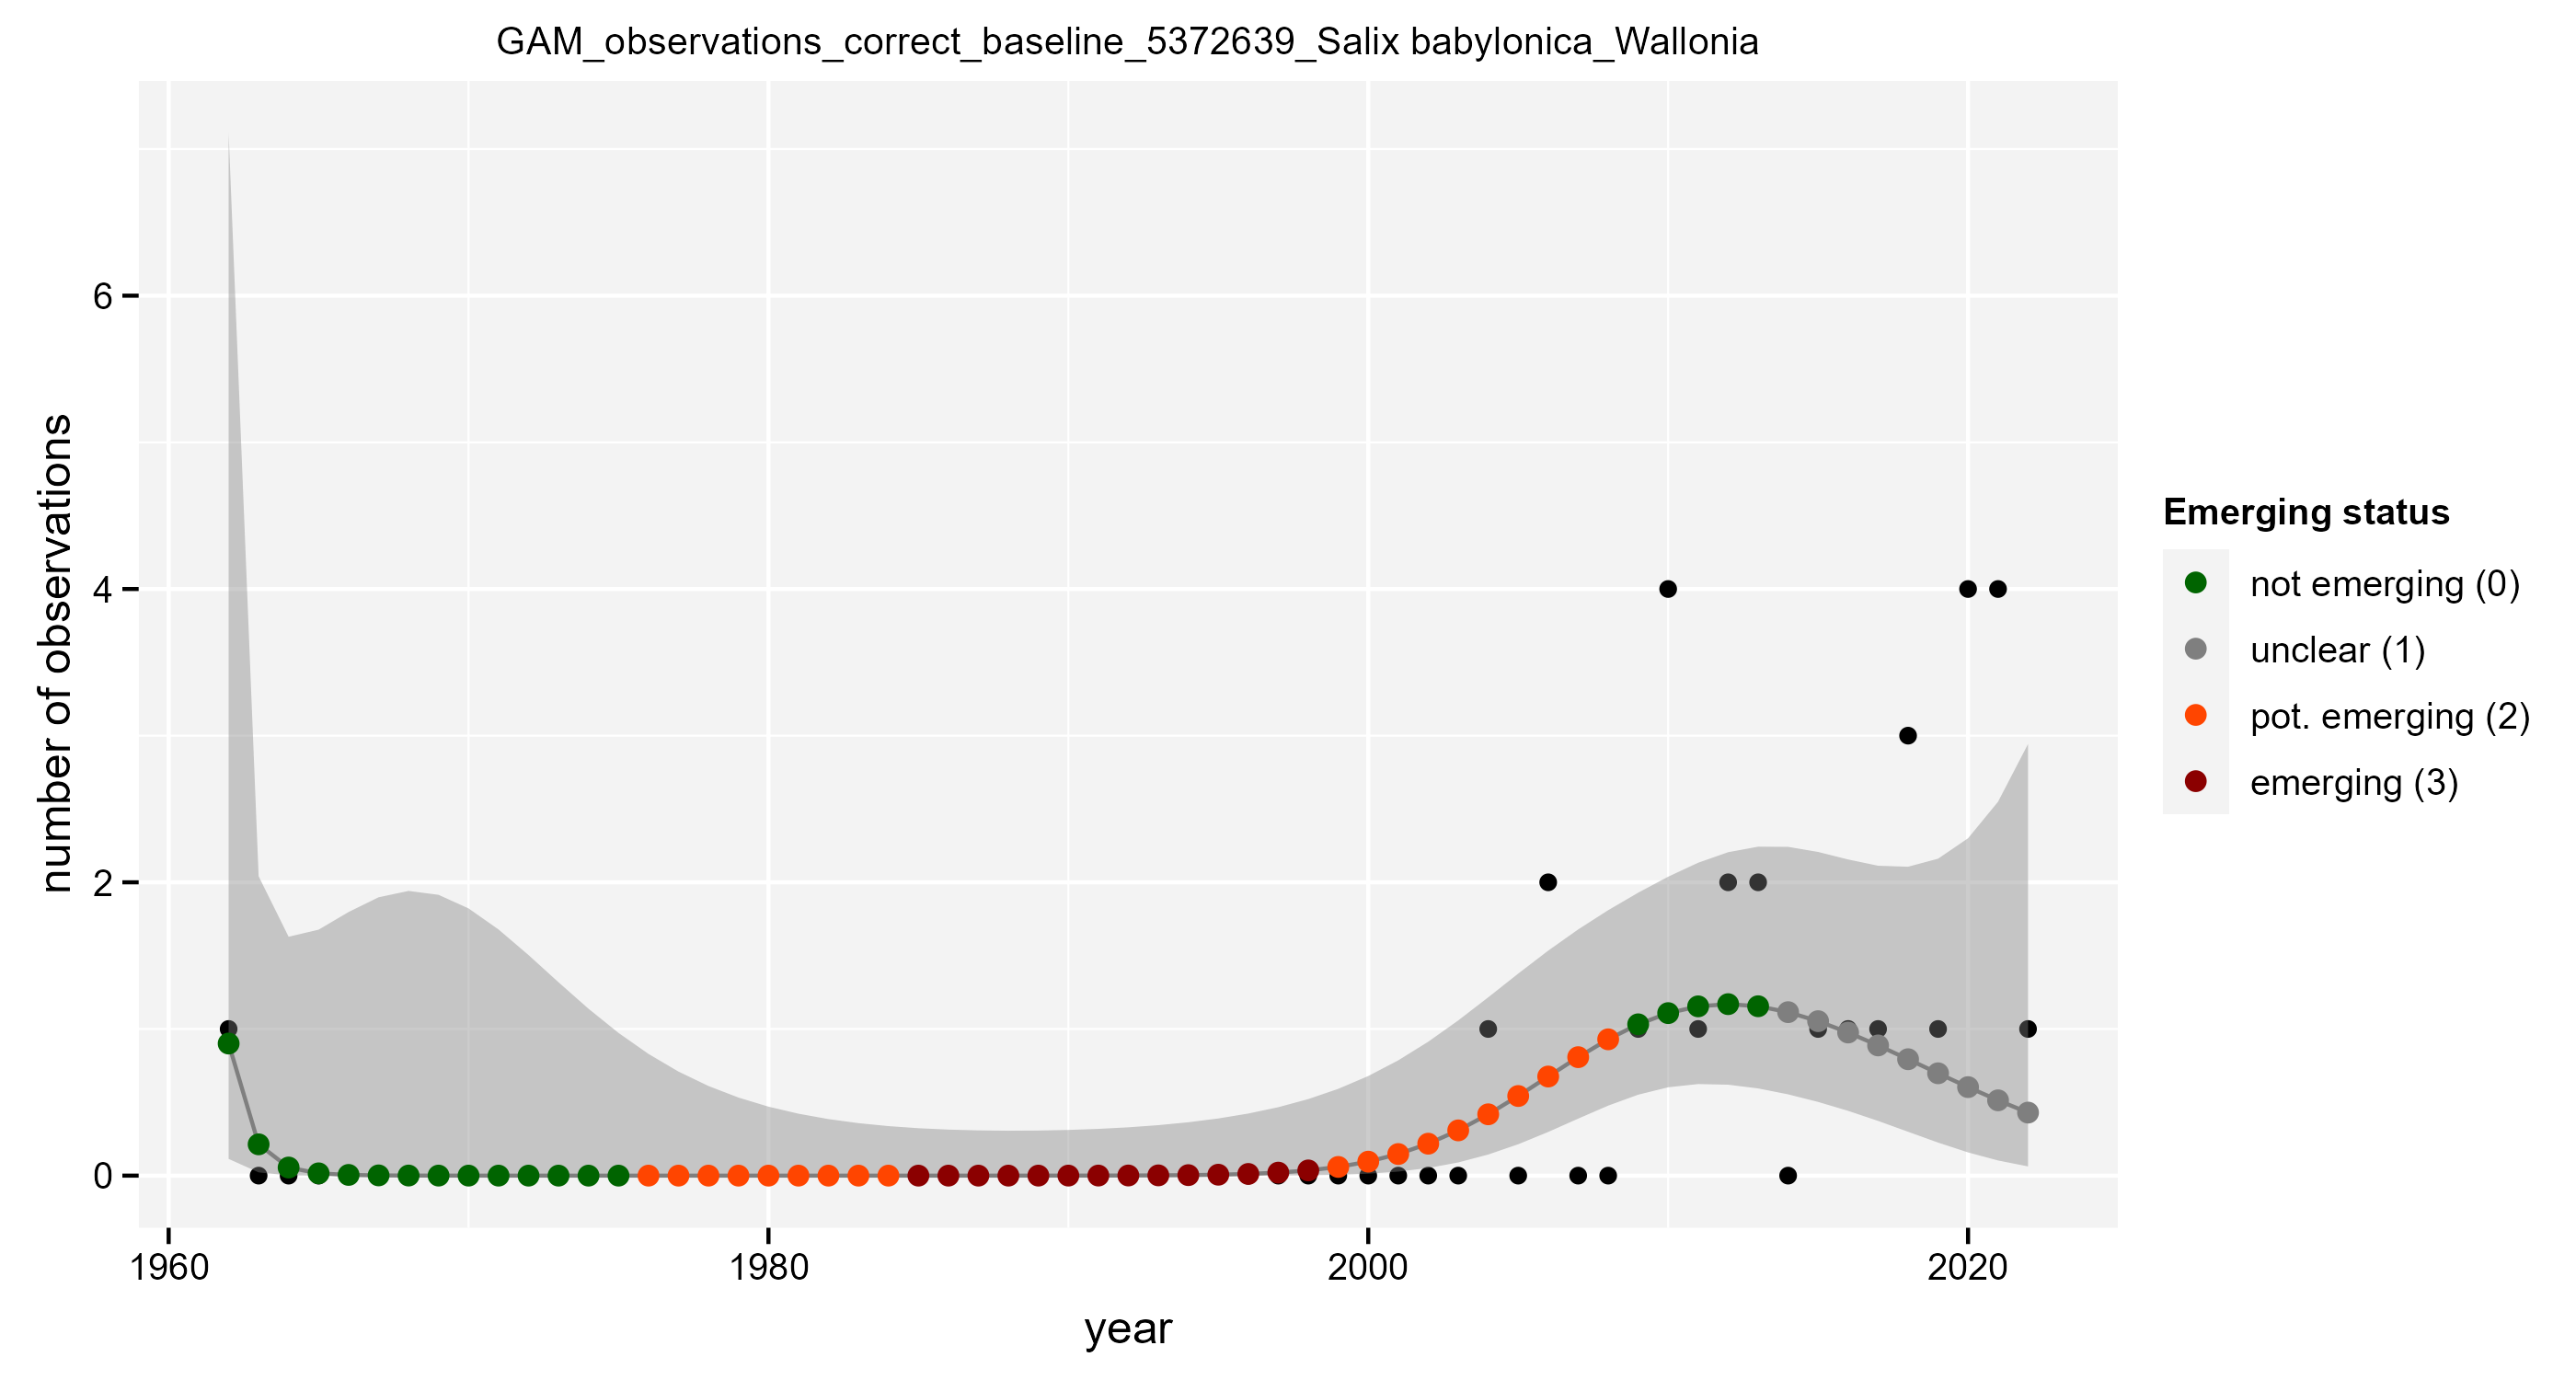 GAM_observations_correct_baseline_5372639_Salix babylonica_Wallonia
number of observations
6
4
2
0
1960
1980
2000
2020
year
Emerging status
not emerging (0)
unclear (1)
pot. emerging (2)
emerging (3)